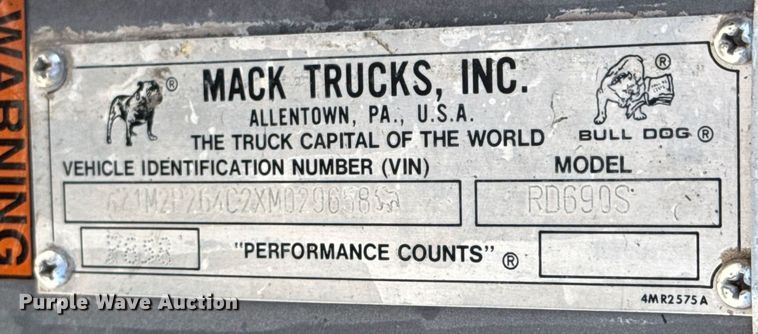 WARNING
® MACK TRUCKS, INC. ®
ALLENTOWN, PA., U.S.A.
THE TRUCK CAPITAL OF THE WORLD BULL DOG ®
VEHICLE IDENTIFICATION NUMBER (VIN) MODEL
RD690S
"PERFORMANCE COUNTS" ®
4MR2575A
Purple Wave Auction